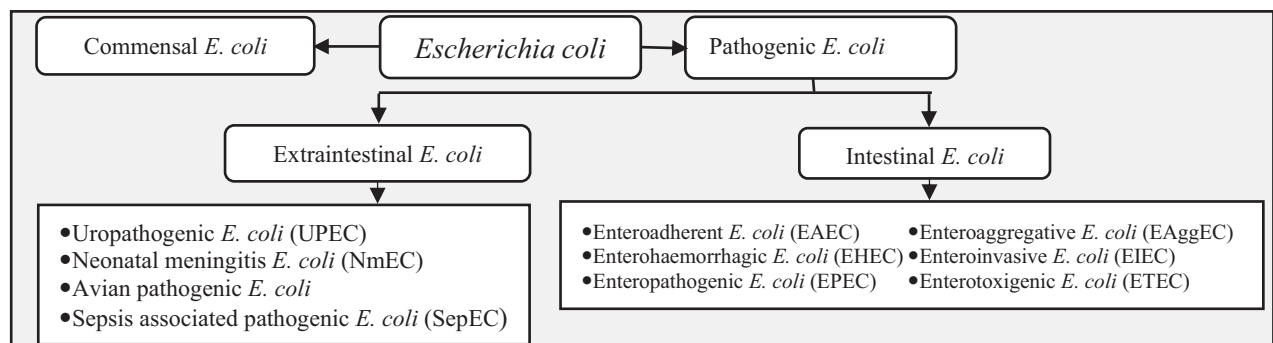 Commensal E. coli
Escherichia coli
Pathogenic E. coli
Extraintestinal E. coli
Intestinal E. coli
•Uropathogenic E. coli (UPEC)
•Neonatal meningitis E. coli (NmEC)
•Avian pathogenic E. coli
•Sepsis associated pathogenic E. coli (SepEC)
•Enteroadherent E. coli (EAEC)
•Enterohaemorrhagic E. coli (EHEC)
•Enteropathogenic E. coli (EPEC)
•Enteroaggregative E. coli (EAggEC)
•Enteroinvasive E. coli (EIEC)
•Enterotoxigenic E. coli (ETEC)